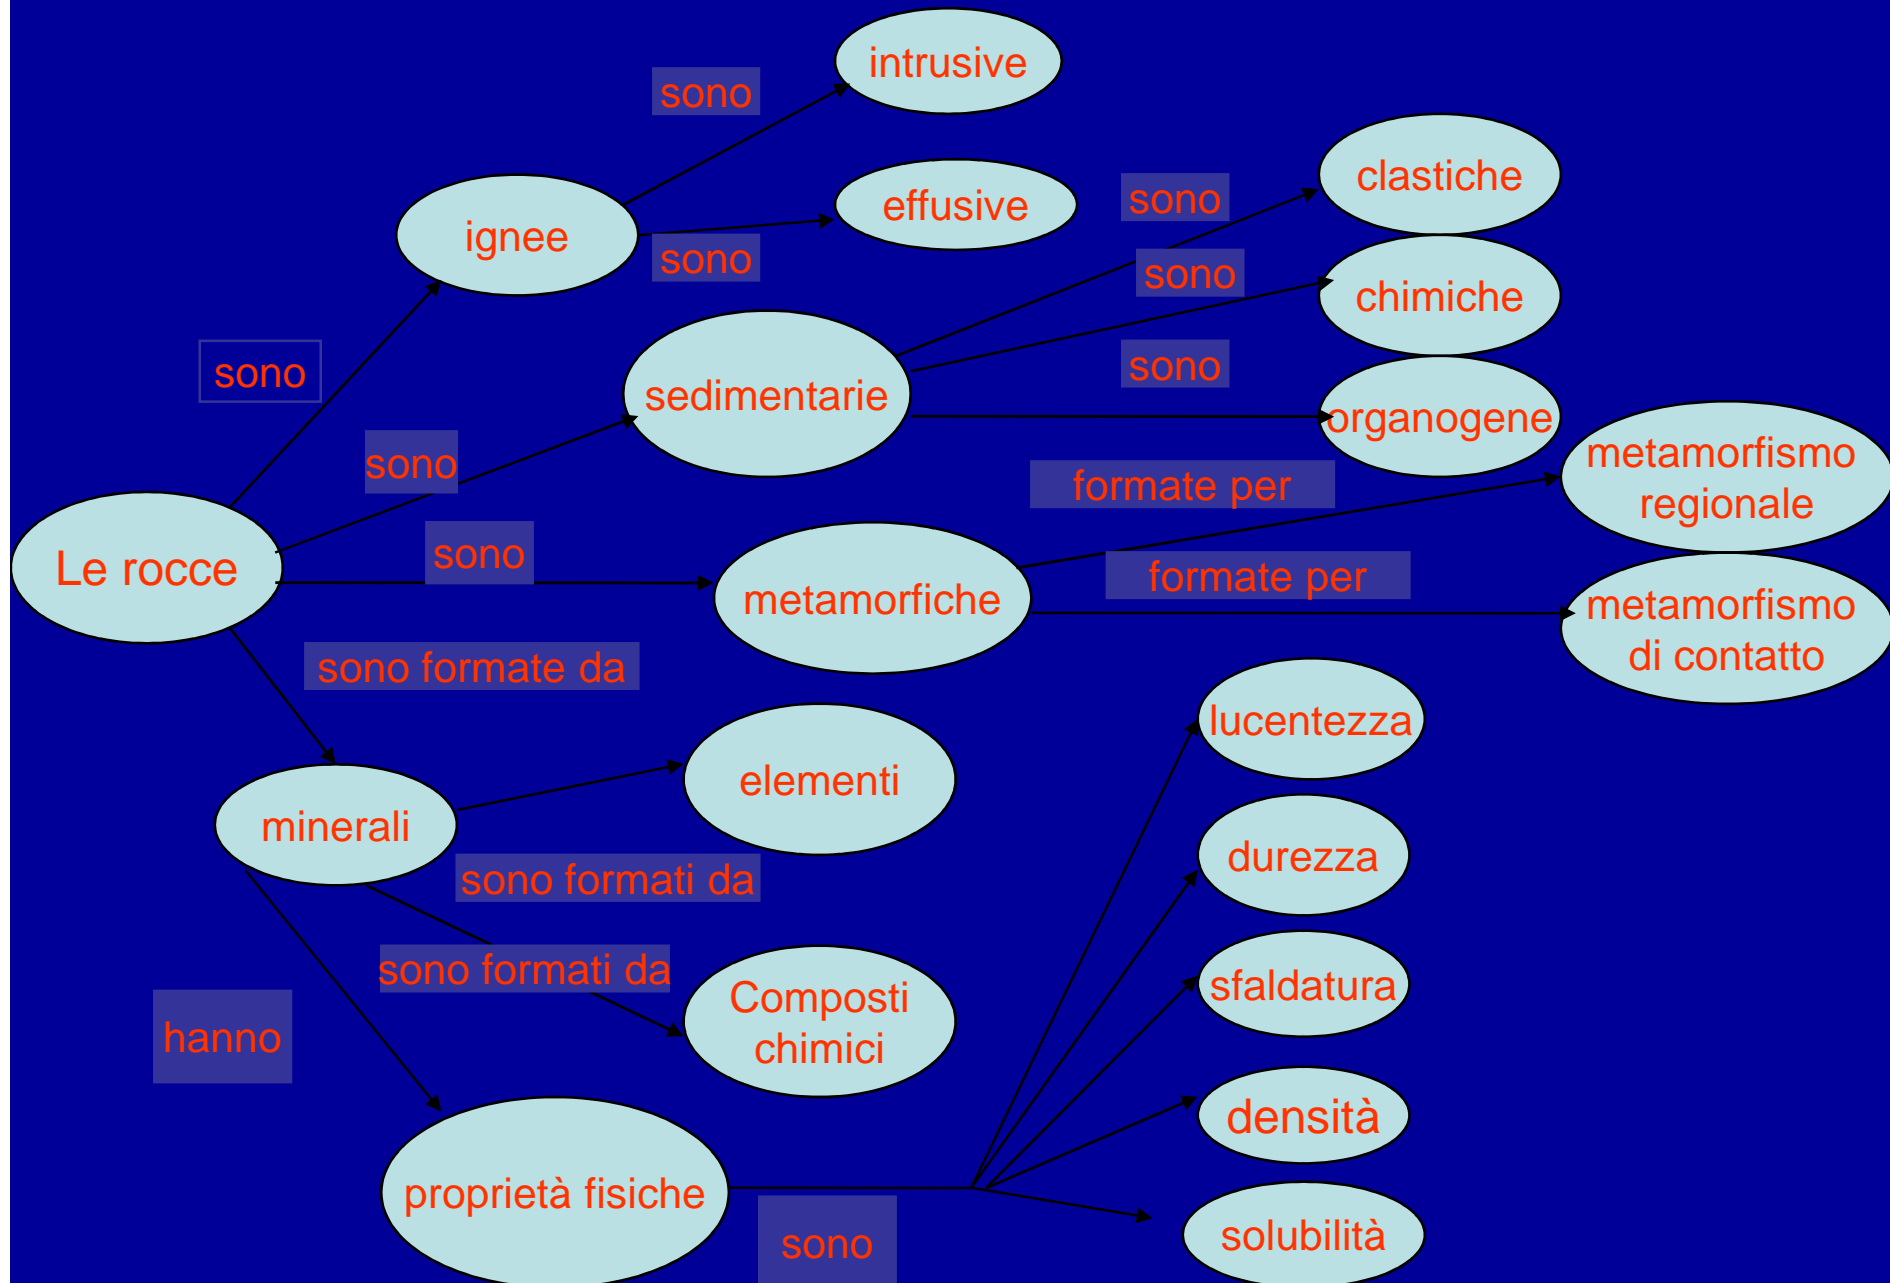 intrusive
sono
clastiche
effusive
sono
ignee
sono
sono
chimiche
sono
sono
sedimentarie
organogene
sono
metamorfismo
regionale
formate per
Le rocce
sono
metamorfiche
formate per
metamorfismo
di contatto
sono formate da
lucentezza
elementi
minerali
durezza
sono formati da
sono formati da
sfaldatura
Composti
chimici
hanno
densità
proprietà fisiche
sono
solubilità